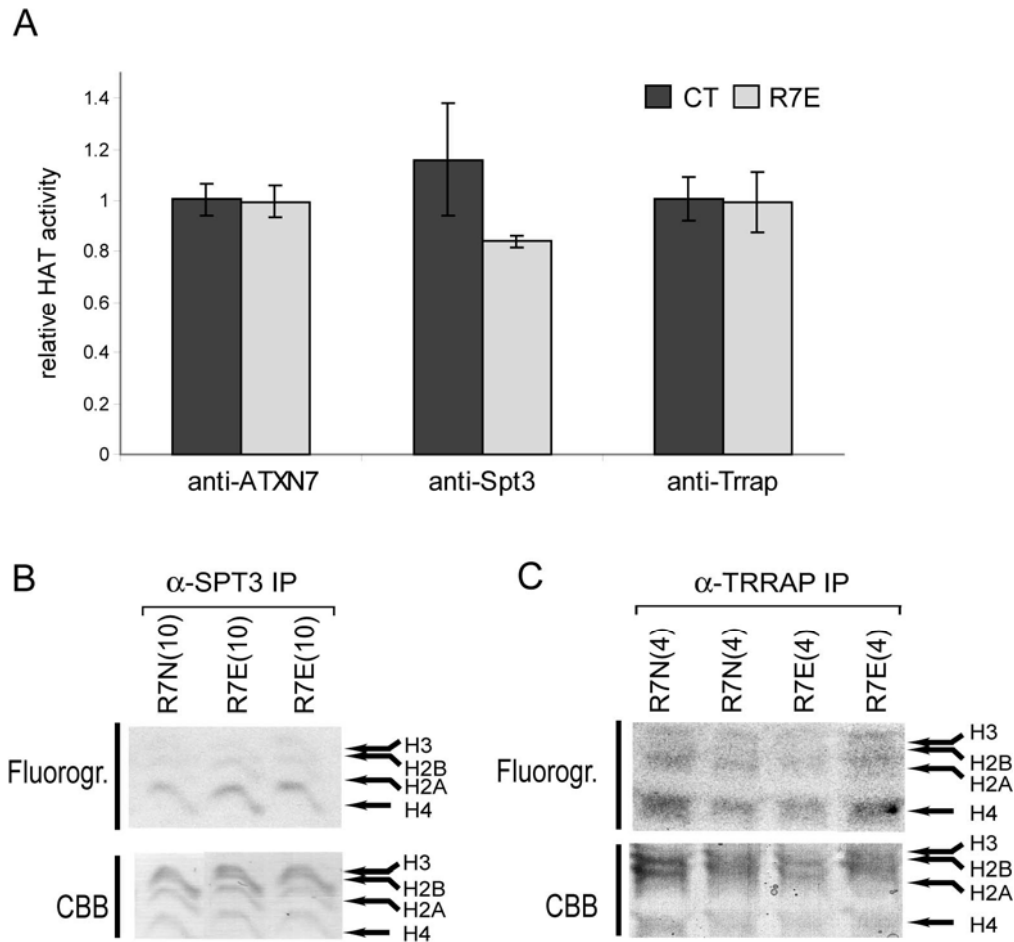 A
relative HAT activity
1.4
1.2
1
0.8
0.6
0.4
0.2
0
CT
R7E
anti-ATXN7
anti-Spt3
anti-Trrap
B
α-SPT3 IP
R7N(10)
R7E(10)
R7E(10)
Fluorogr.
H3
H2B
H2A
H4
CBB
H3
H2B
H2A
H4
C
α-TRRAP IP
R7N(4)
R7N(4)
R7E(4)
R7E(4)
Fluorogr.
H3
H2B
H2A
H4
CBB
H3
H2B
H2A
H4